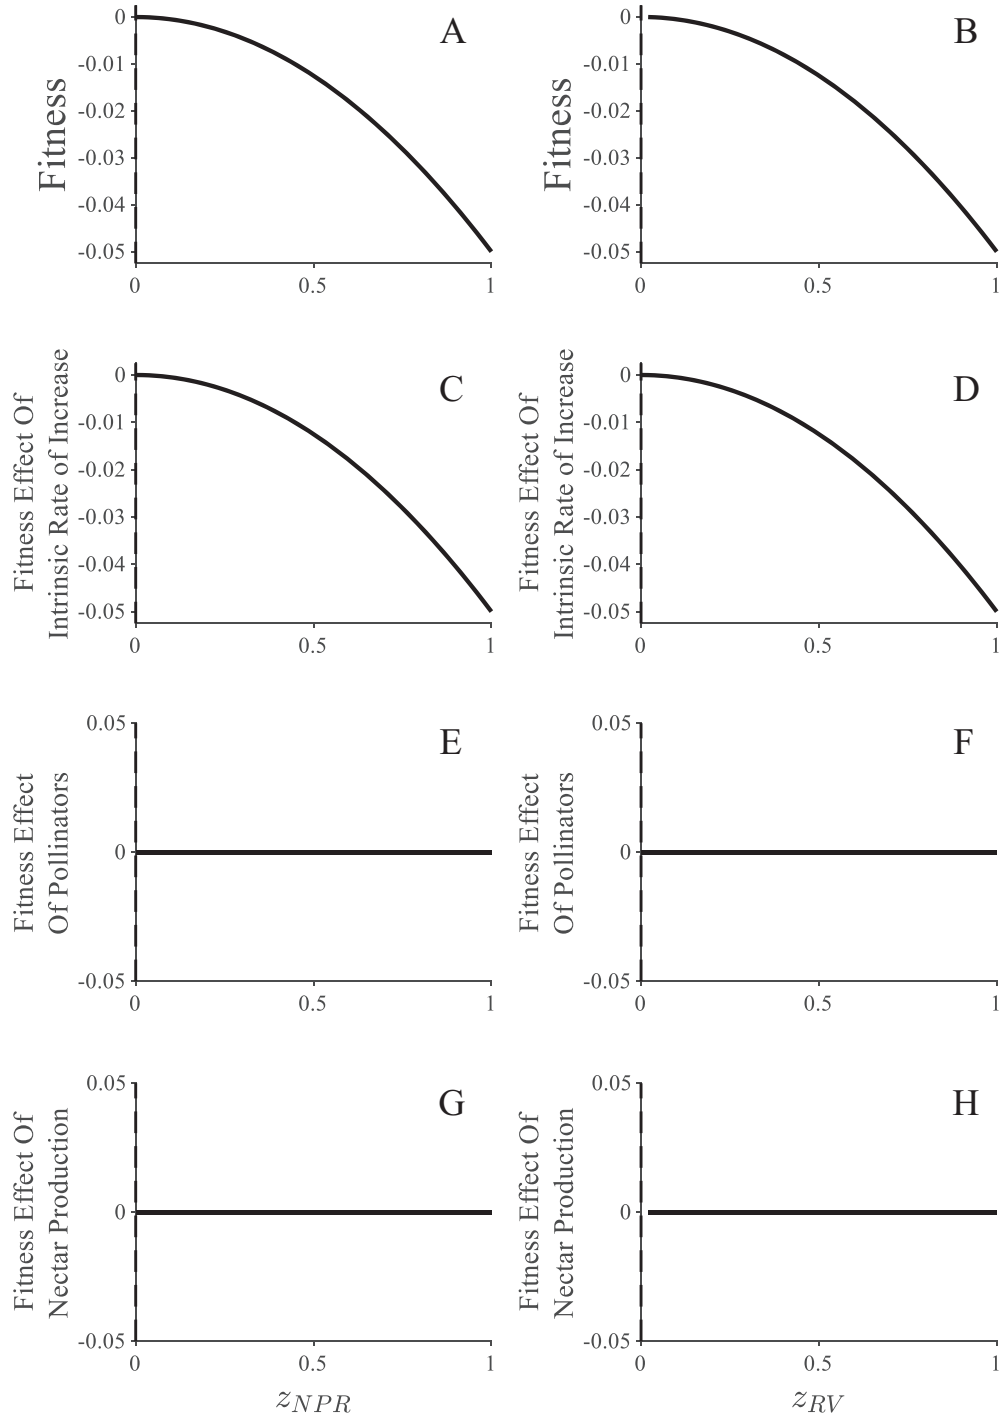 A
Fitness
0
-0.01
-0.02
-0.03
-0.04
-0.05
0
0.5
1
B
Fitness
0
-0.01
-0.02
-0.03
-0.04
-0.05
0
0.5
1
C
Fitness Effect Of
Intrinsic Rate of Increase
0
-0.01
-0.02
-0.03
-0.04
-0.05
0
0.5
1
D
Fitness Effect Of
Intrinsic Rate of Increase
0
-0.01
-0.02
-0.03
-0.04
-0.05
0
0.5
1
E
Fitness Effect
Of Pollinators
0.05
0
-0.05
0
0.5
1
F
Fitness Effect
Of Pollinators
0.05
0
-0.05
0
0.5
1
G
Fitness Effect Of
Nectar Production
0.05
0
-0.05
0
0.5
1
z_{NPR}
H
Fitness Effect Of
Nectar Production
0.05
0
-0.05
0
0.5
1
z_{RV}